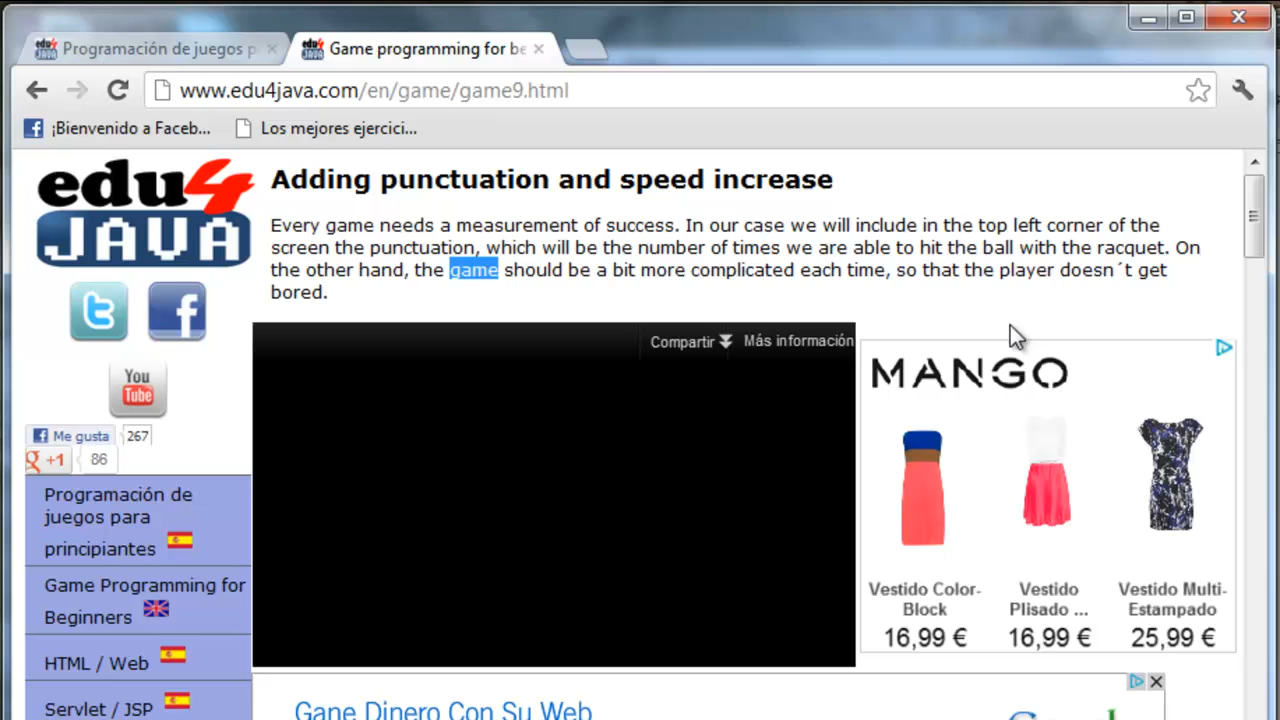 Programación de juegos p
Game programming for be
www.edu4java.com/en/game/game9.html
¡Bienvenido a Faceb...
Los mejores ejercici...
edu4
JAVA
Adding punctuation and speed increase
Every game needs a measurement of success. In our case we will include in the top left corner of the
screen the punctuation, which will be the number of times we are able to hit the ball with the racquet. On
the other hand, the game should be a bit more complicated each time, so that the player doesn´t get
bored.
Compartir
Más información
You
Tube
Me gusta 267
+1 86
Programación de
juegos para
principiantes
Game Programming for
Beginners
HTML / Web
Servlet / JSP
MANGO
Vestido Color-
Block
16,99 €
Vestido
Plisado ...
16,99 €
Vestido Multi-
Estampado
25,99 €
Gane Dinero Con Su Web